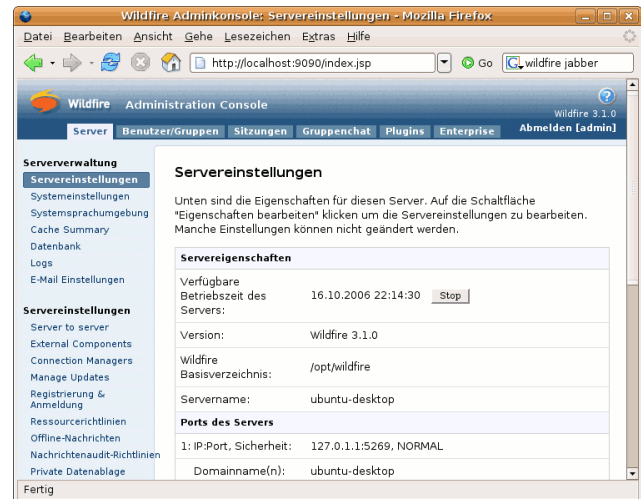 Wildfire Adminkonsole: Servereinstellungen - Mozilla Firefox
Datei Bearbeiten Ansicht Gehe Lesezeichen Extras Hilfe
http://localhost:9090/index.jsp Go G wildfire jabber
Wildfire Administration Console
Wildfire 3.1.0
Server Benutzer/Gruppen Sitzungen Gruppenchat Plugins Enterprise Abmelden [admin]
Serververwaltung
Servereinstellungen
Systemeinstellungen
Systemsprachumgebung
Cache Summary
Datenbank
Logs
E-Mail Einstellungen
Servereinstellungen
Server to server
External Components
Connection Managers
Manage Updates
Registrierung &
Anmeldung
Ressourcerichtlinien
Offline-Nachrichten
Nachrichtenaudit-Richtlinien
Private Datenablage
Servereinstellungen
Unten sind die Eigenschaften für diesen Server. Auf die Schaltfläche
"Eigenschaften bearbeiten" klicken um die Servereinstellungen zu bearbeiten.
Manche Einstellungen können nicht geändert werden.
Servereigenschaften
Verfügbare
Betriebszeit des
Servers:
16.10.2006 22:14:30 Stop
Version: Wildfire 3.1.0
Wildfire
Basisverzeichnis:
/opt/wildfire
Servername: ubuntu-desktop
Ports des Servers
1: IP:Port, Sicherheit: 127.0.1.1:5269, NORMAL
Domainname(n): ubuntu-desktop
Fertig